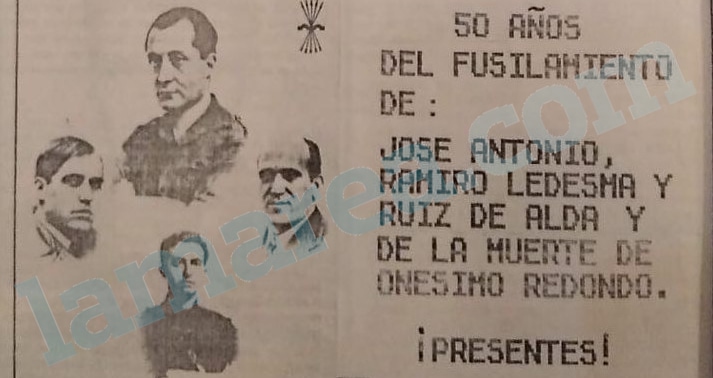 50 AÑOS
DEL FUSILAMIENTO
DE:
JOSE ANTONIO,
RAMIRO LEDESMA Y
RUIZ DE ALDA Y
DE LA MUERTE DE
ONESIMO REDONDO.
¡PRESENTES!
lamarea.com